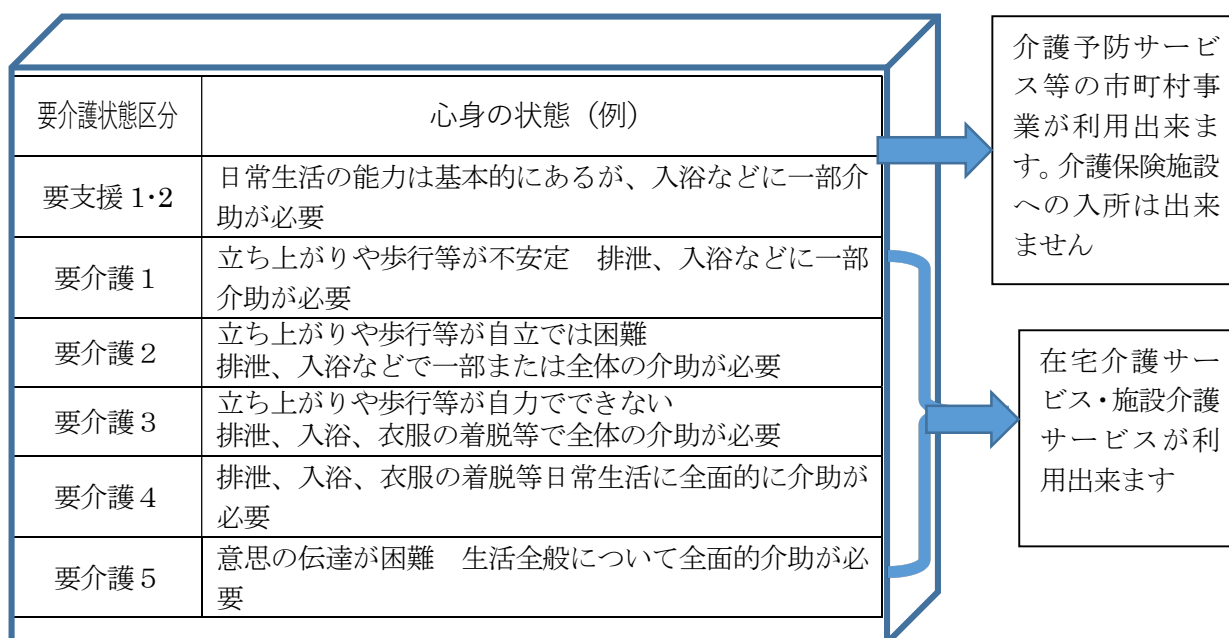 要介護状態区分
心身の状態（例）
要支援1･2
日常生活の能力は基本的にあるが、入浴などに一部介
助が必要
要介護１
立ち上がりや歩行等が不安定　排泄、入浴などに一部
介助が必要
要介護２
立ち上がりや歩行等が自立では困難
排泄、入浴などで一部または全体の介助が必要
要介護３
立ち上がりや歩行等が自力でできない
排泄、入浴、衣服の着脱等で全体の介助が必要
要介護４
排泄、入浴、衣服の着脱等日常生活に全面的に介助が
必要
要介護５
意思の伝達が困難　生活全般について全面的介助が必
要
介護予防サービ
ス等の市町村事
業が利用出来ま
す。介護保険施設
への入所は出来
ません
在宅介護サー
ビス・施設介護
サービスが利
用出来ます